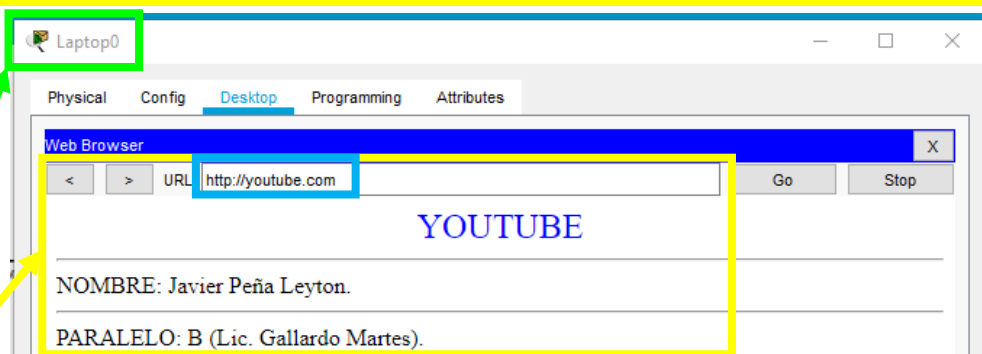 Laptop0
Physical Config Desktop Programming Attributes
Web Browser X
< > URL http://youtube.com Go Stop
YOUTUBE
NOMBRE: Javier Peña Leyton.
PARALELO: B (Lic. Gallardo Martes).